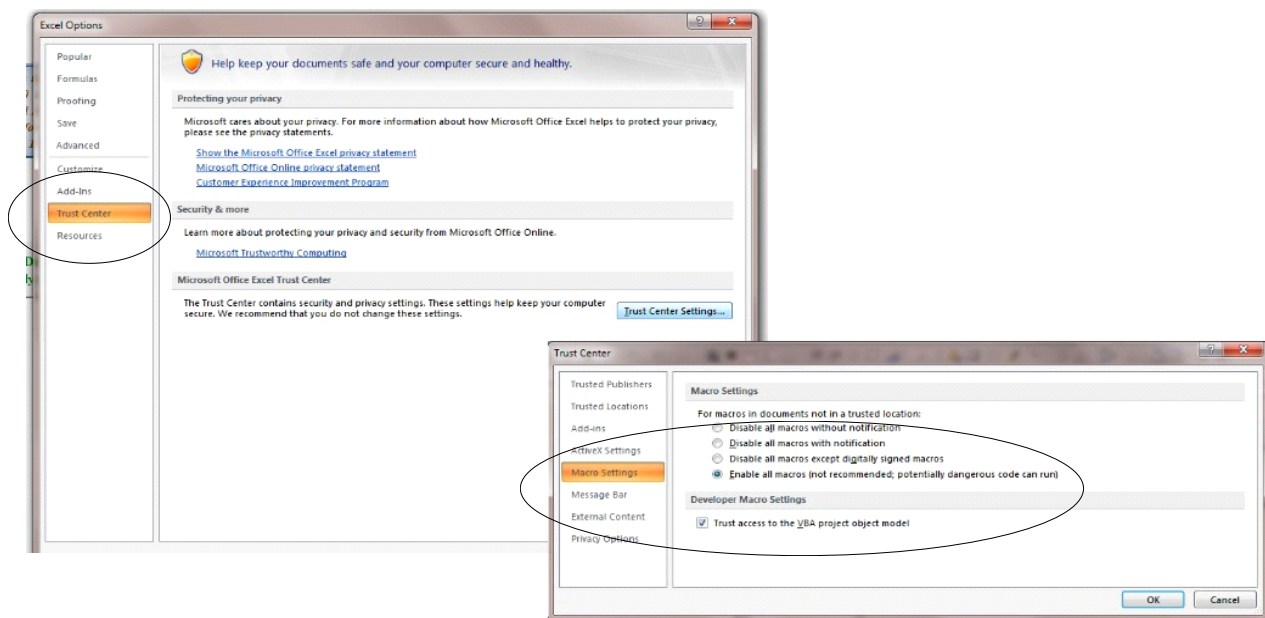 Excel Options
Popular
Formulas
Proofing
Save
Advanced
Customize
Add-Ins
Trust Center
Resources
Help keep your documents safe and your computer secure and healthy.
Protecting your privacy
Microsoft cares about your privacy. For more information about how Microsoft Office Excel helps to protect your privacy,
please see the privacy statements.
Show the Microsoft Office Excel privacy statement
Microsoft Office Online privacy statement
Customer Experience Improvement Program
Security & more
Learn more about protecting your privacy and security from Microsoft Office Online.
Microsoft Trustworthy Computing
Microsoft Office Excel Trust Center
The Trust Center contains security and privacy settings. These settings help keep your computer
secure. We recommend that you do not change these settings.
Trust Center Settings...
Trust Center
Trusted Publishers
Trusted Locations
Add-ins
ActiveX Settings
Macro Settings
Message Bar
External Content
Privacy Options
Macro Settings
For macros in documents not in a trusted location:
Disable all macros without notification
Disable all macros with notification
Disable all macros except digitally signed macros
Enable all macros (not recommended; potentially dangerous code can run)
Developer Macro Settings
Trust access to the VBA project object model
OK
Cancel